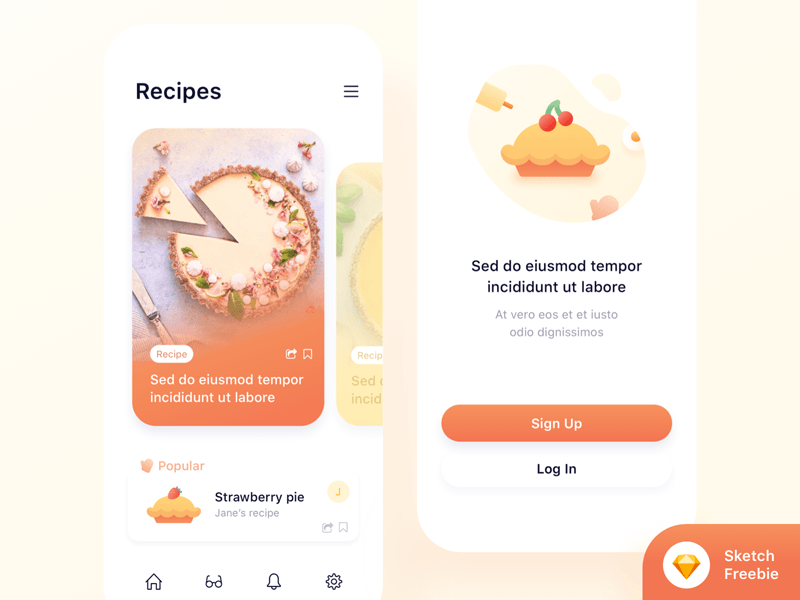 Recipes
Recipe
Sed do eiusmod tempor
incididunt ut labore
Recip
Sed
incid
Popular
Strawberry pie
J
Jane's recipe
Sed do eiusmod tempor
incididunt ut labore
At vero eos et et iusto
odio dignissimos
Sign Up
Log In
Sketch
Freebie